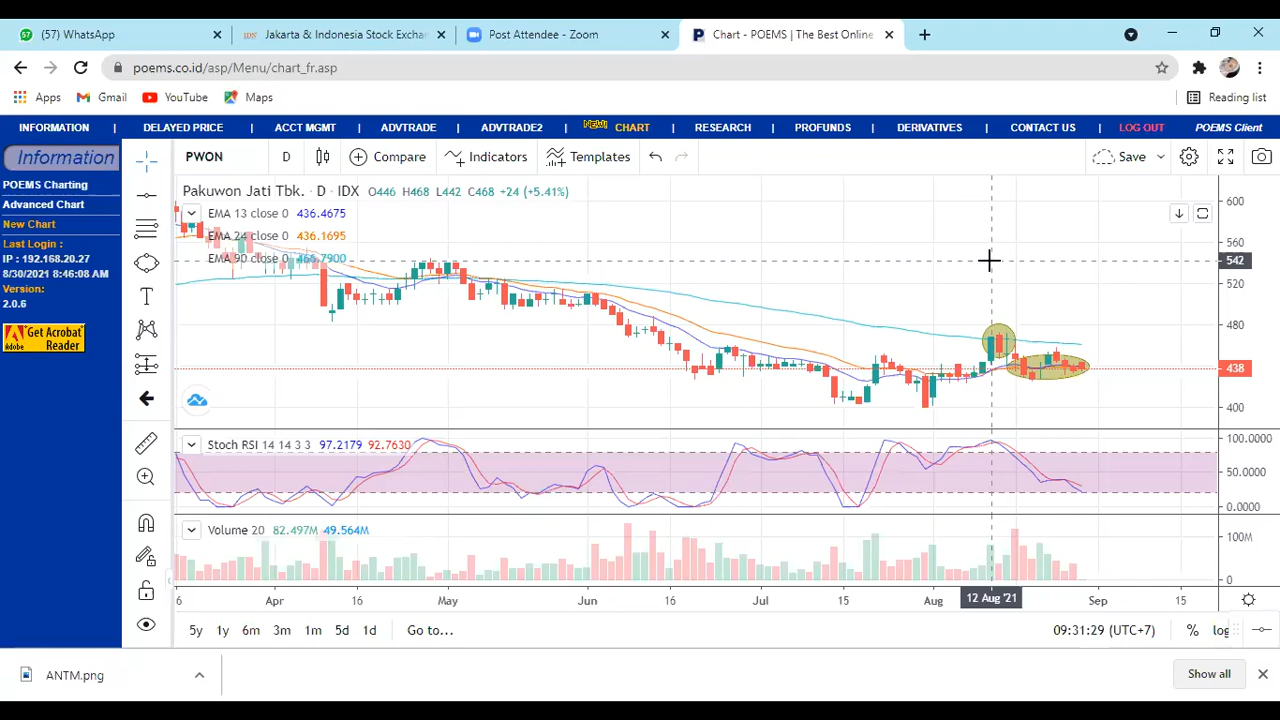 (57) WhatsApp
Jakarta & Indonesia Stock Exchan
Post Attendee - Zoom
Chart - POEMS | The Best Online
poems.co.id/asp/Menu/chart_fr.asp
Apps
Gmail
YouTube
Maps
Reading list
INFORMATION | DELAYED PRICE | ACCT MGMT | ADVTRADE | ADVTRADE2 | NEW! CHART | RESEARCH | PROFUNDS | DERIVATIVES | CONTACT US | LOG OUT POEMS Client
Information
POEMS Charting
Advanced Chart
New Chart
Last Login :
IP : 192.168.20.27
8/30/2021 8:46:08 AM
Version:
2.0.6
Get Acrobat
Reader
PWON
D
Compare
Indicators
Templates
Save
Pakuwon Jati Tbk. · D · IDX O446 H468 L442 C468 +24 (+5.41%)
EMA 13 close 0 436.4675
EMA 24 close 0 436.1695
EMA 90 close 0 466.7900
600
560
542
520
480
438
400
Stoch RSI 14 14 3 3 97.2179 92.7630
100.0000
50.0000
0.0000
Volume 20 82.497M 49.564M
100M
0
6
Apr
16
May
Jun
16
Jul
15
Aug
12 Aug '21
Sep
15
5y 1y 6m 3m 1m 5d 1d Go to...
09:31:29 (UTC+7)
%
log
ANTM.png
Show all